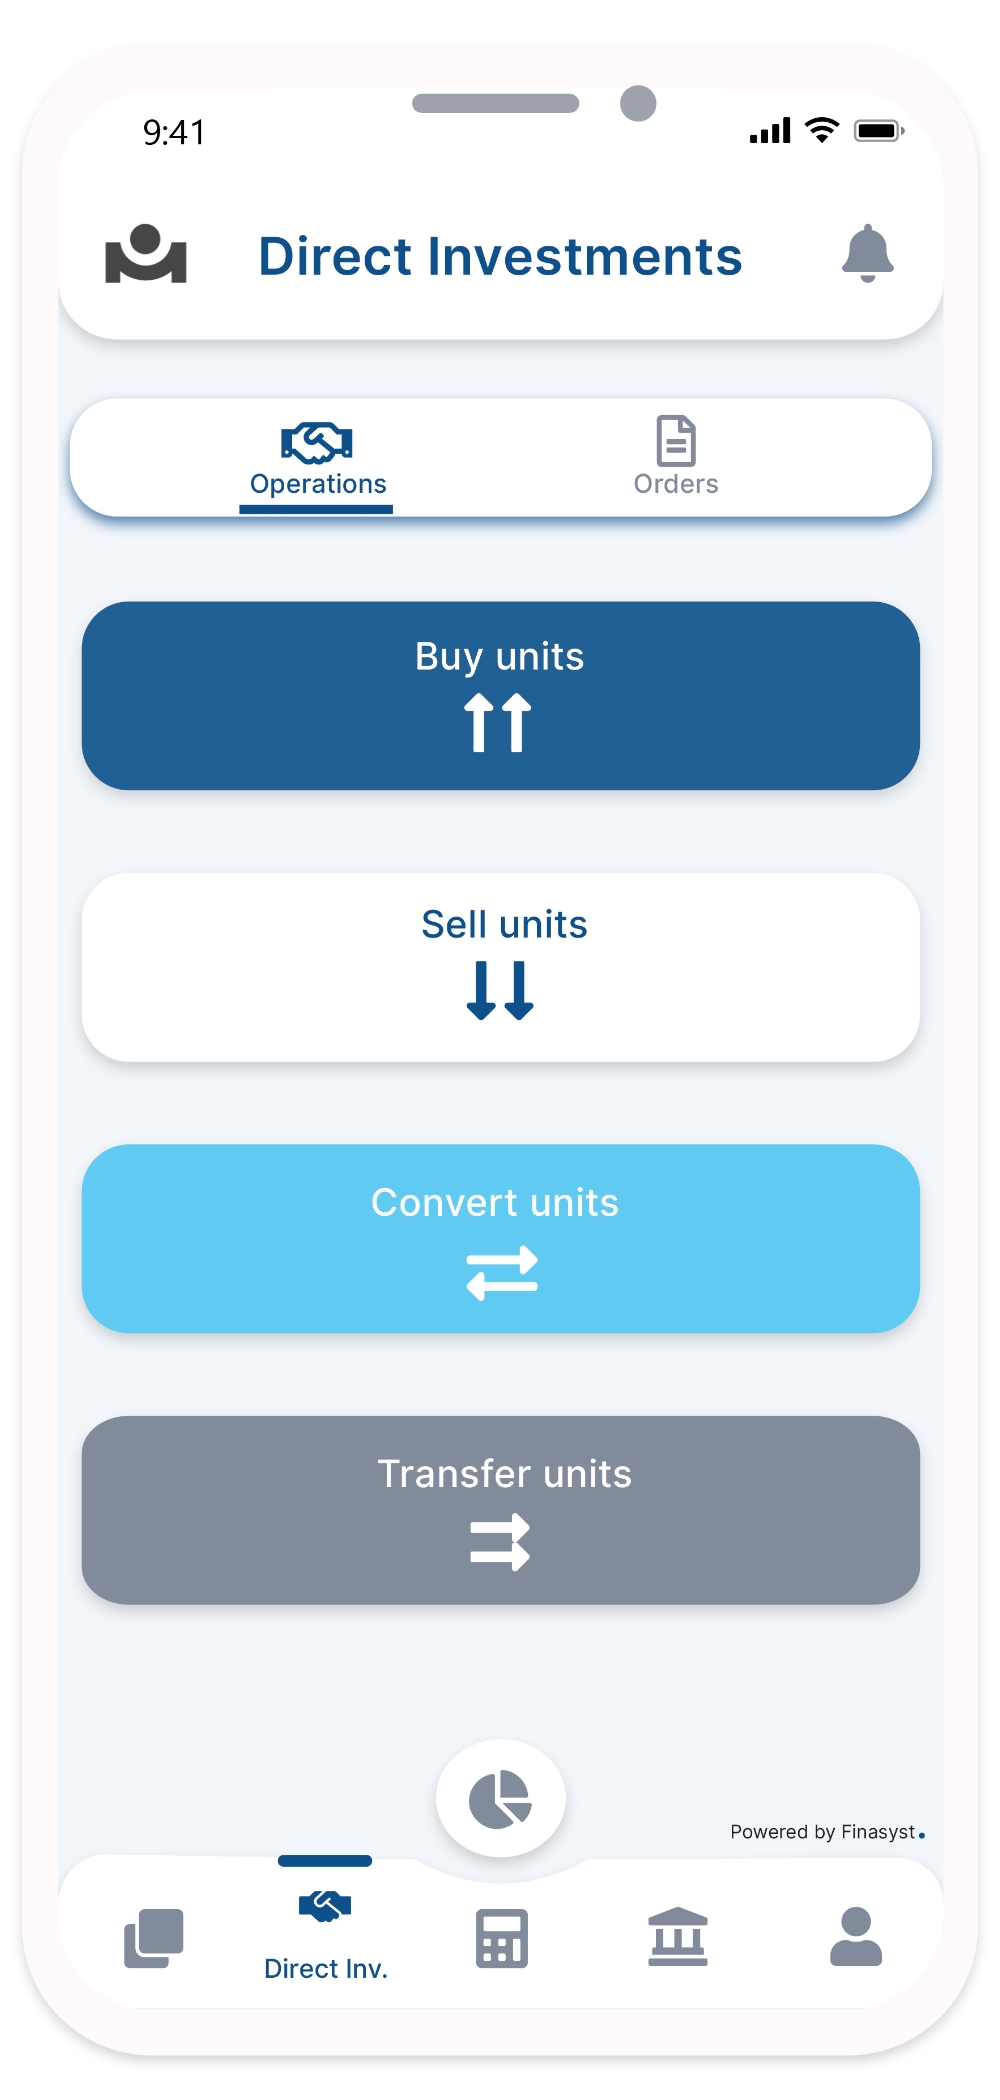 9:41
Direct Investments
Operations
Orders
Buy units
Sell units
Convert units
Transfer units
Powered by Finasyst.
Direct Inv.